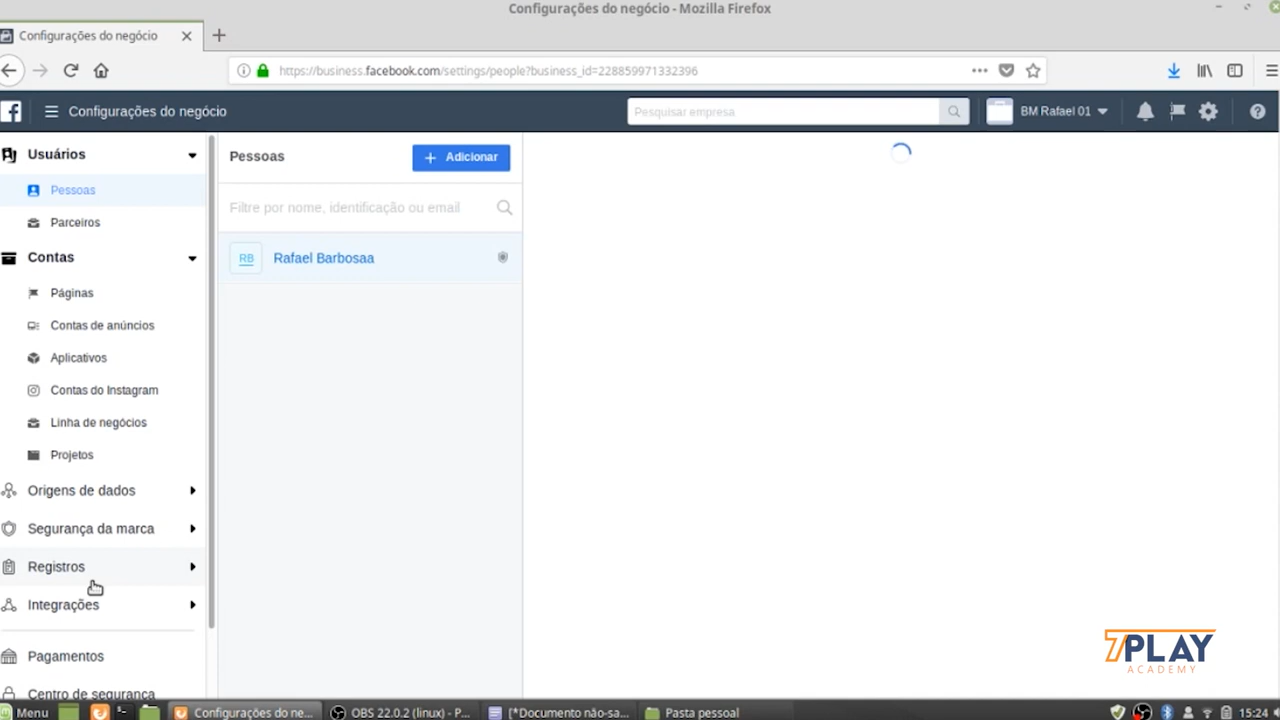 Configurações do negócio - Mozilla Firefox
Configurações do negócio
https://business.facebook.com/settings/people?business_id=228859971332396
Configurações do negócio
Pesquisar empresa
BM Rafael 01
Usuários
Pessoas
Parceiros
Contas
Páginas
Contas de anúncios
Aplicativos
Contas do Instagram
Linha de negócios
Projetos
Origens de dados
Segurança da marca
Registros
Integrações
Pagamentos
Centro de segurança
Pessoas
+ Adicionar
Filtre por nome, identificação ou email
RB Rafael Barbosaa
7PLAY
ACADEMY
Menu
Configurações do ne...
OBS 22.0.2 (linux) - P...
[*Documento não-sa...
Pasta pessoal
15:24